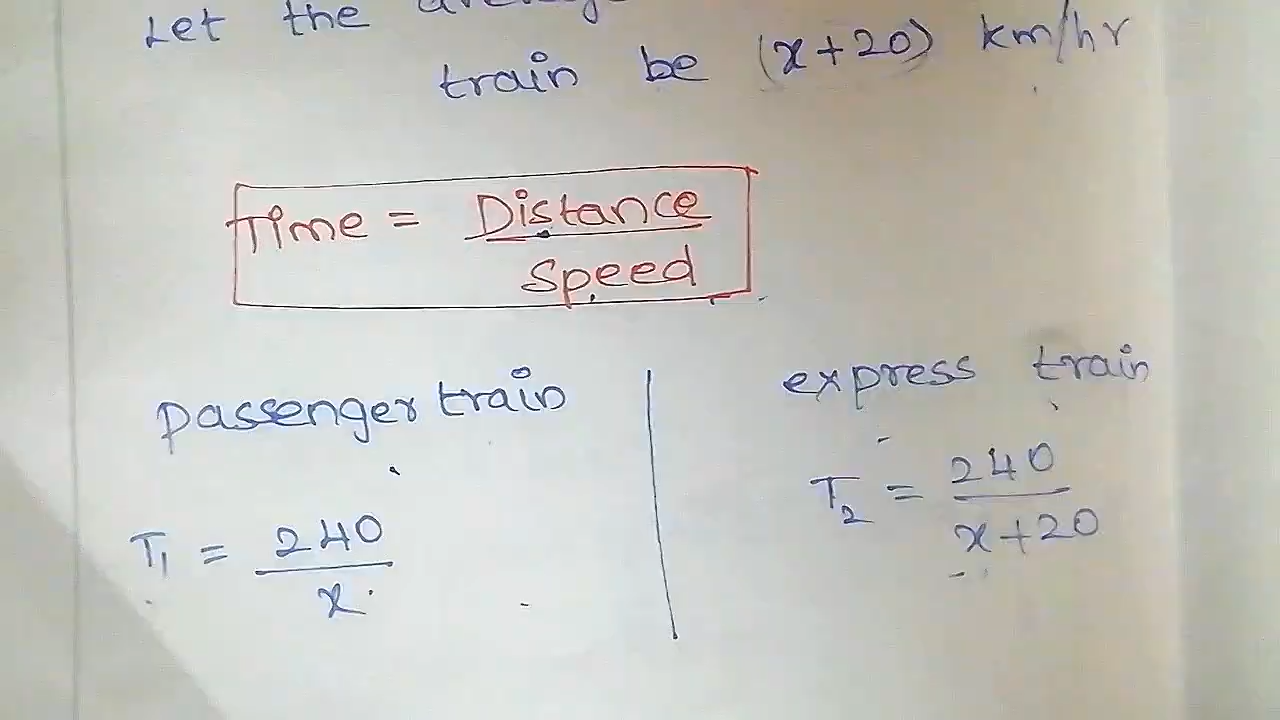 Let the
train be (x+20) km/hr
Time = Distance
Speed
passenger train
express train
T1 = 240
x
T2 = 240
x+20